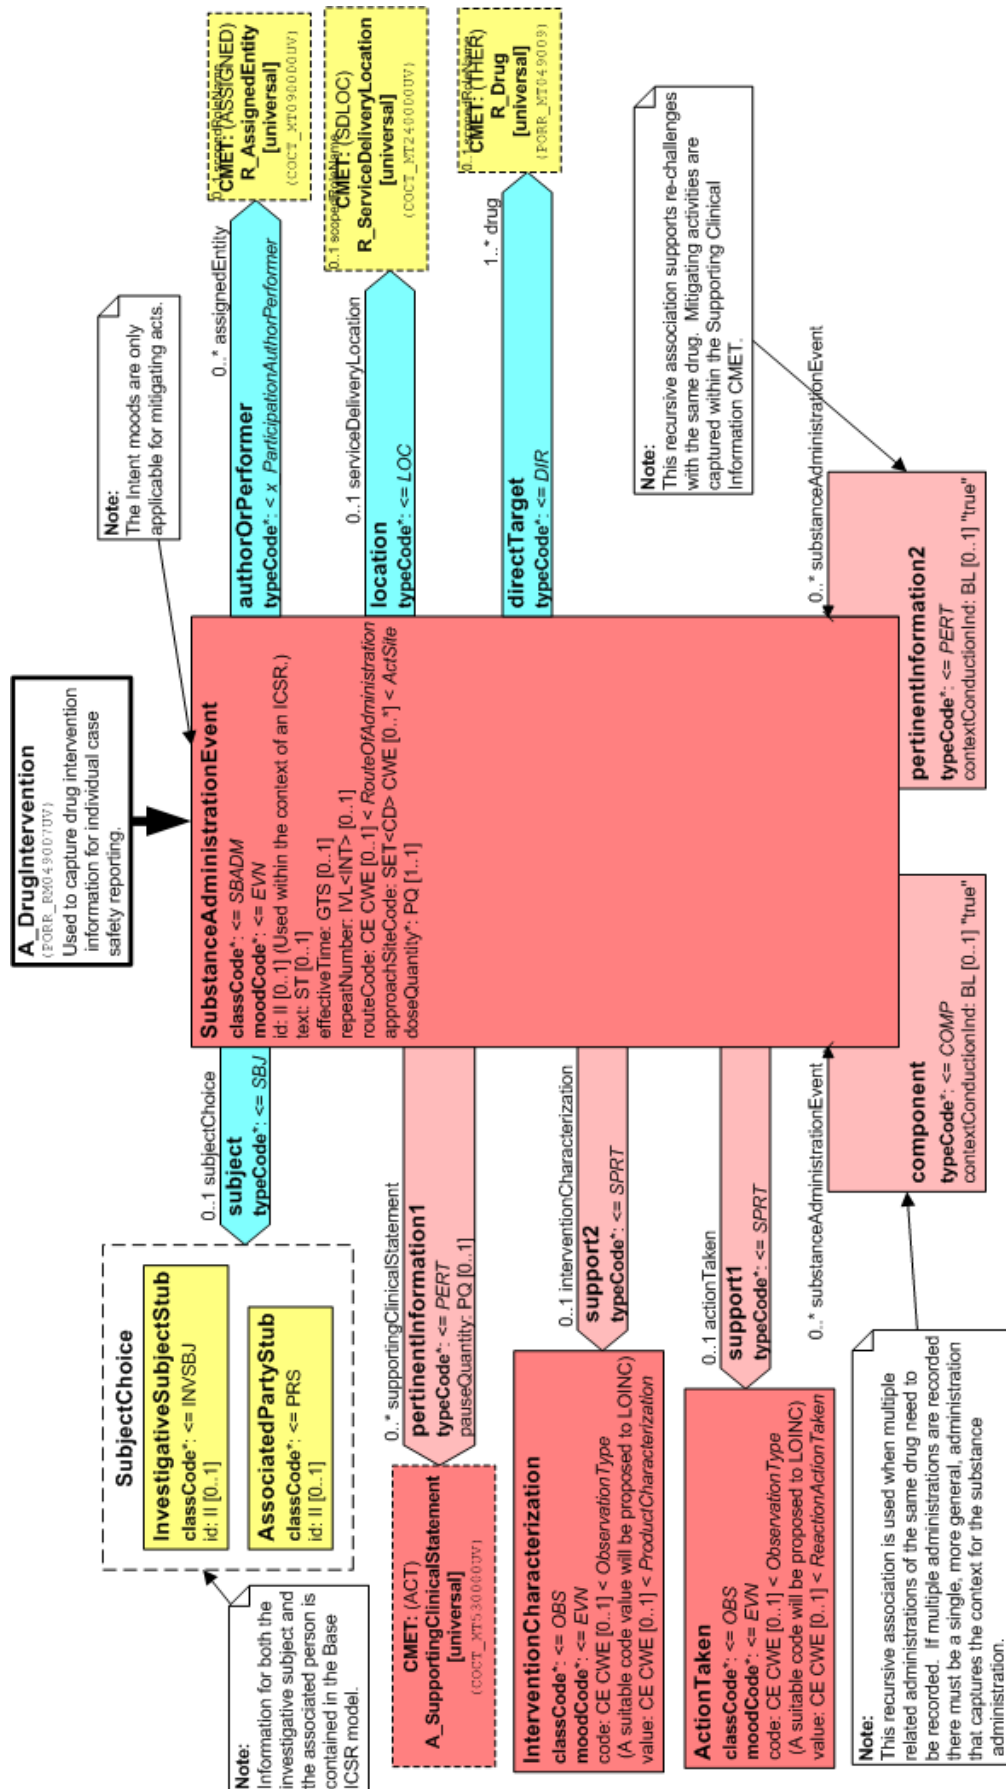 A_DrugIntervention
(PORR_RM049007UV)
Used to capture drug intervention
information for individual case
safety reporting.
Note:
The Intent moods are only
applicable for mitigating acts.
SubjectChoice
InvestigativeSubjectStub
classCode*: <= INVSBJ
id: II [0..1]
AssociatedPartyStub
classCode*: <= PRS
id: II [0..1]
Note:
Information for both the
investigative subject and
the associated person is
contained in the Base
ICSR model.
0..1 subjectChoice
subject
typeCode*: <= SBJ
SubstanceAdministrationEvent
classCode*: <= SBADM
moodCode*: <= EVN
id: II [0..1] (Used within the context of an ICSR.)
text: ST [0..1]
effectiveTime: GTS [0..1]
repeatNumber: IVL<INT> [0..1]
routeCode: CE CWE [0..1] < RouteOfAdministration
approachSiteCode: SET<CD> CWE [0..*] < ActSite
doseQuantity*: PQ [1..1]
0..* assignedEntity
authorOrPerformer
typeCode*: < x_ParticipationAuthorPerformer
0..1 scopedRoleName
CMET: (ASSIGNED)
R_AssignedEntity
[universal]
(COCT_MT090000UV)
0..1 serviceDeliveryLocation
location
typeCode*: <= LOC
0..1 scopedRoleName
CMET: (SDLOC)
R_ServiceDeliveryLocation
[universal]
(COCT_MT240000UV)
1..* drug
directTarget
typeCode*: <= DIR
0..1 scopedRoleName
CMET: (THER)
R_Drug
[universal]
(PORR_MT049009)
0..* supportingClinicalStatement
pertinentInformation1
typeCode*: <= PERT
pauseQuantity: PQ [0..1]
CMET: (ACT)
A_SupportingClinicalStatement
[universal]
(COCT_MT530000UV)
0..1 interventionCharacterization
support2
typeCode*: <= SPRT
InterventionCharacterization
classCode*: <= OBS
moodCode*: <= EVN
code: CE CWE [0..1] < ObservationType
(A suitable code value will be proposed to LOINC)
value: CE CWE [0..1] < ProductCharacterization
0..1 actionTaken
support1
typeCode*: <= SPRT
ActionTaken
classCode*: <= OBS
moodCode*: <= EVN
code: CE CWE [0..1] < ObservationType
(A suitable code will be proposed to LOINC)
value: CE CWE [0..1] < ReactionActionTaken
Note:
This recursive association supports re-challenges
with the same drug.  Mitigating activities are
captured within the Supporting Clinical
Information CMET.
0..* substanceAdministrationEvent
pertinentInformation2
typeCode*: <= PERT
contextConductionInd: BL [0..1] "true"
0..* substanceAdministrationEvent
component
typeCode*: <= COMP
contextConductionInd: BL [0..1] "true"
Note:
This recursive association is used when multiple
related administrations of the same drug need to
be recorded.  If multiple administrations are recorded
there must be a single, more general, administration
that captures the context for the substance
administration.